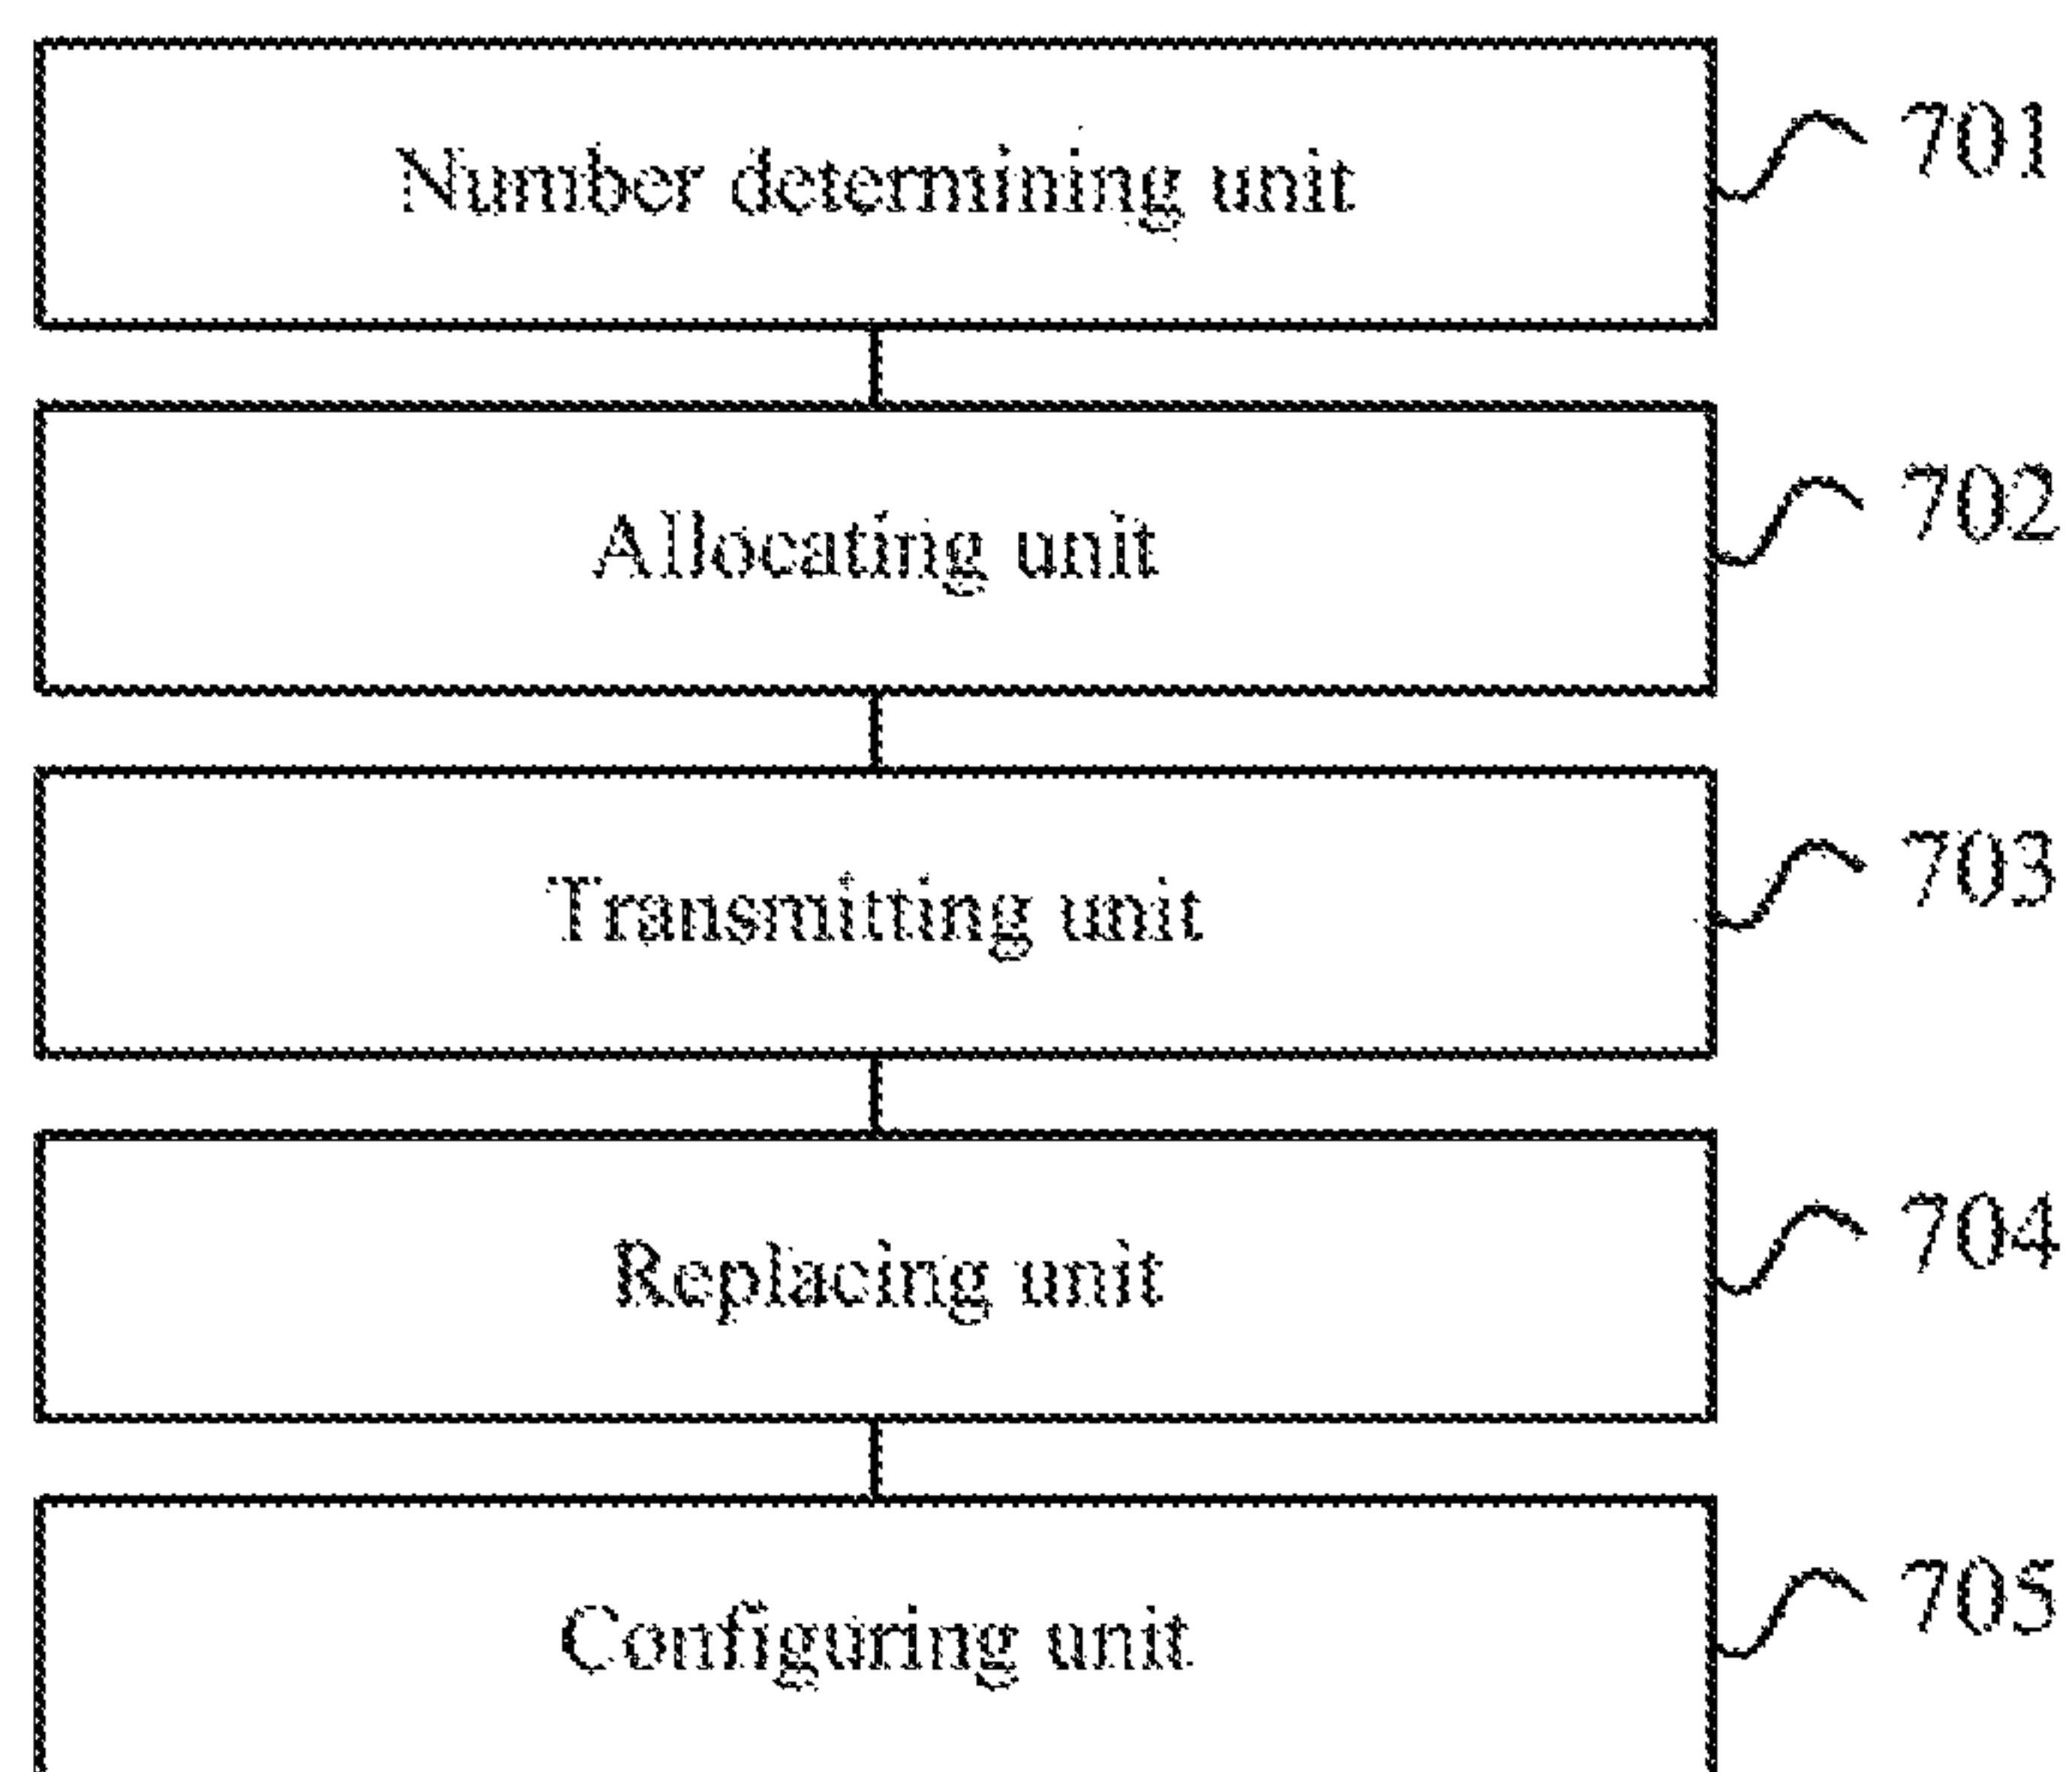 Number determining unit 701
Allocating unit 702
Transmitting unit 703
Replacing unit 704
Configuring unit 705